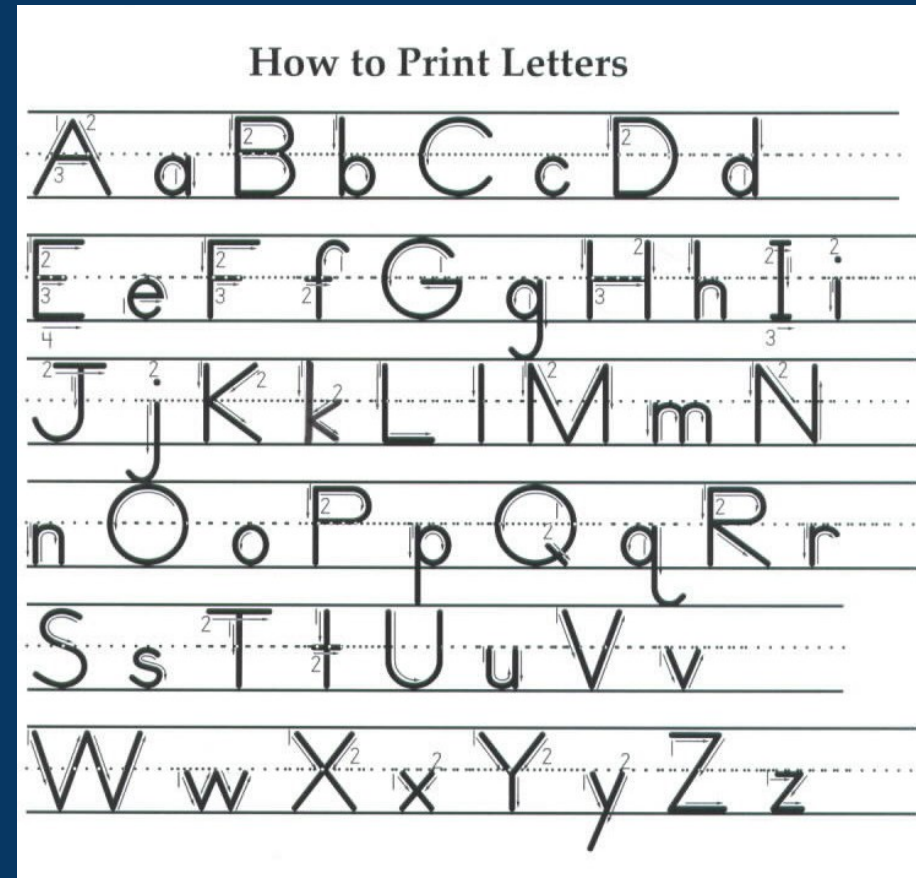 How to Print Letters
A a B b C c D d
E e F f G g H h I i
J j K k L l M m N
n O o P p Q q R r
S s T t U u V v
W w X x Y y Z z